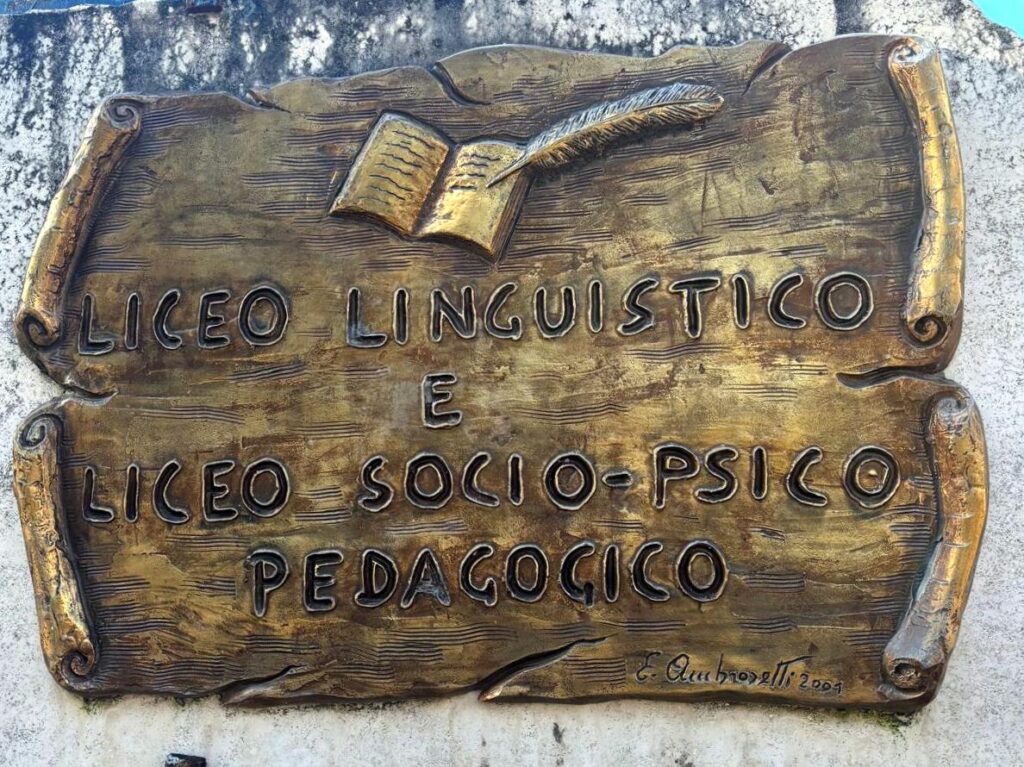 LICEO LINGUISTICO
E
LICEO SOCIO-PSICO
PEDAGOGICO
E. Ambrosetti 2001